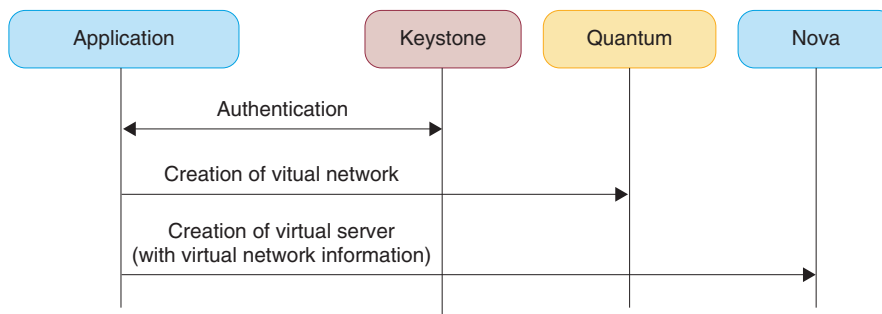 Application
Keystone
Quantum
Nova
Authentication
Creation of vitual network
Creation of virtual server
(with virtual network information)